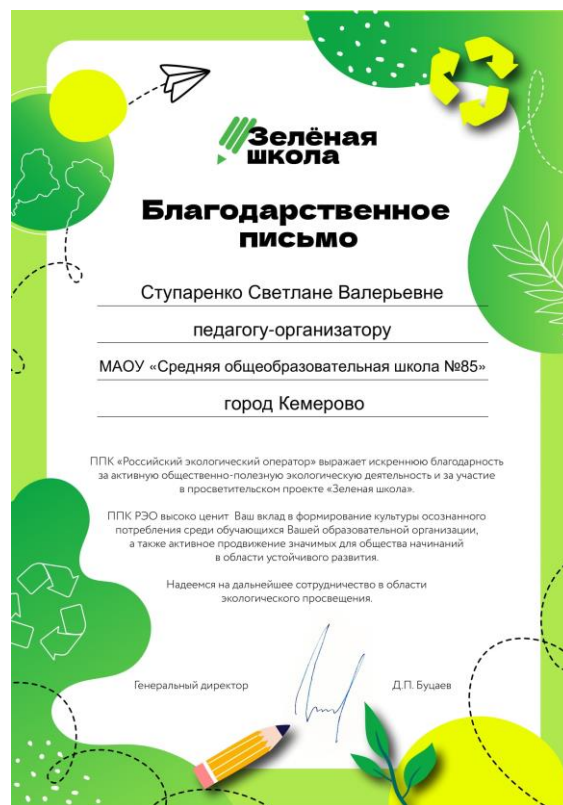 Зелёная
школа
Благодарственное
письмо
Ступаренко Светлане Валерьевне
педагогу-организатору
МАОУ «Средняя общеобразовательная школа №85»
город Кемерово
ППК «Российский экологический оператор» выражает искреннюю благодарность
за активную общественно-полезную экологическую деятельность и за участие
в просветительском проекте «Зеленая школа».
ППК РЭО высоко ценит Ваш вклад в формирование культуры осознанного
потребления среди обучающихся Вашей образовательной организации,
а также активное продвижение значимых для общества начинаний
в области устойчивого развития.
Надеемся на дальнейшее сотрудничество в области
экологического просвещения.
Генеральный директор Д.П. Буцаев